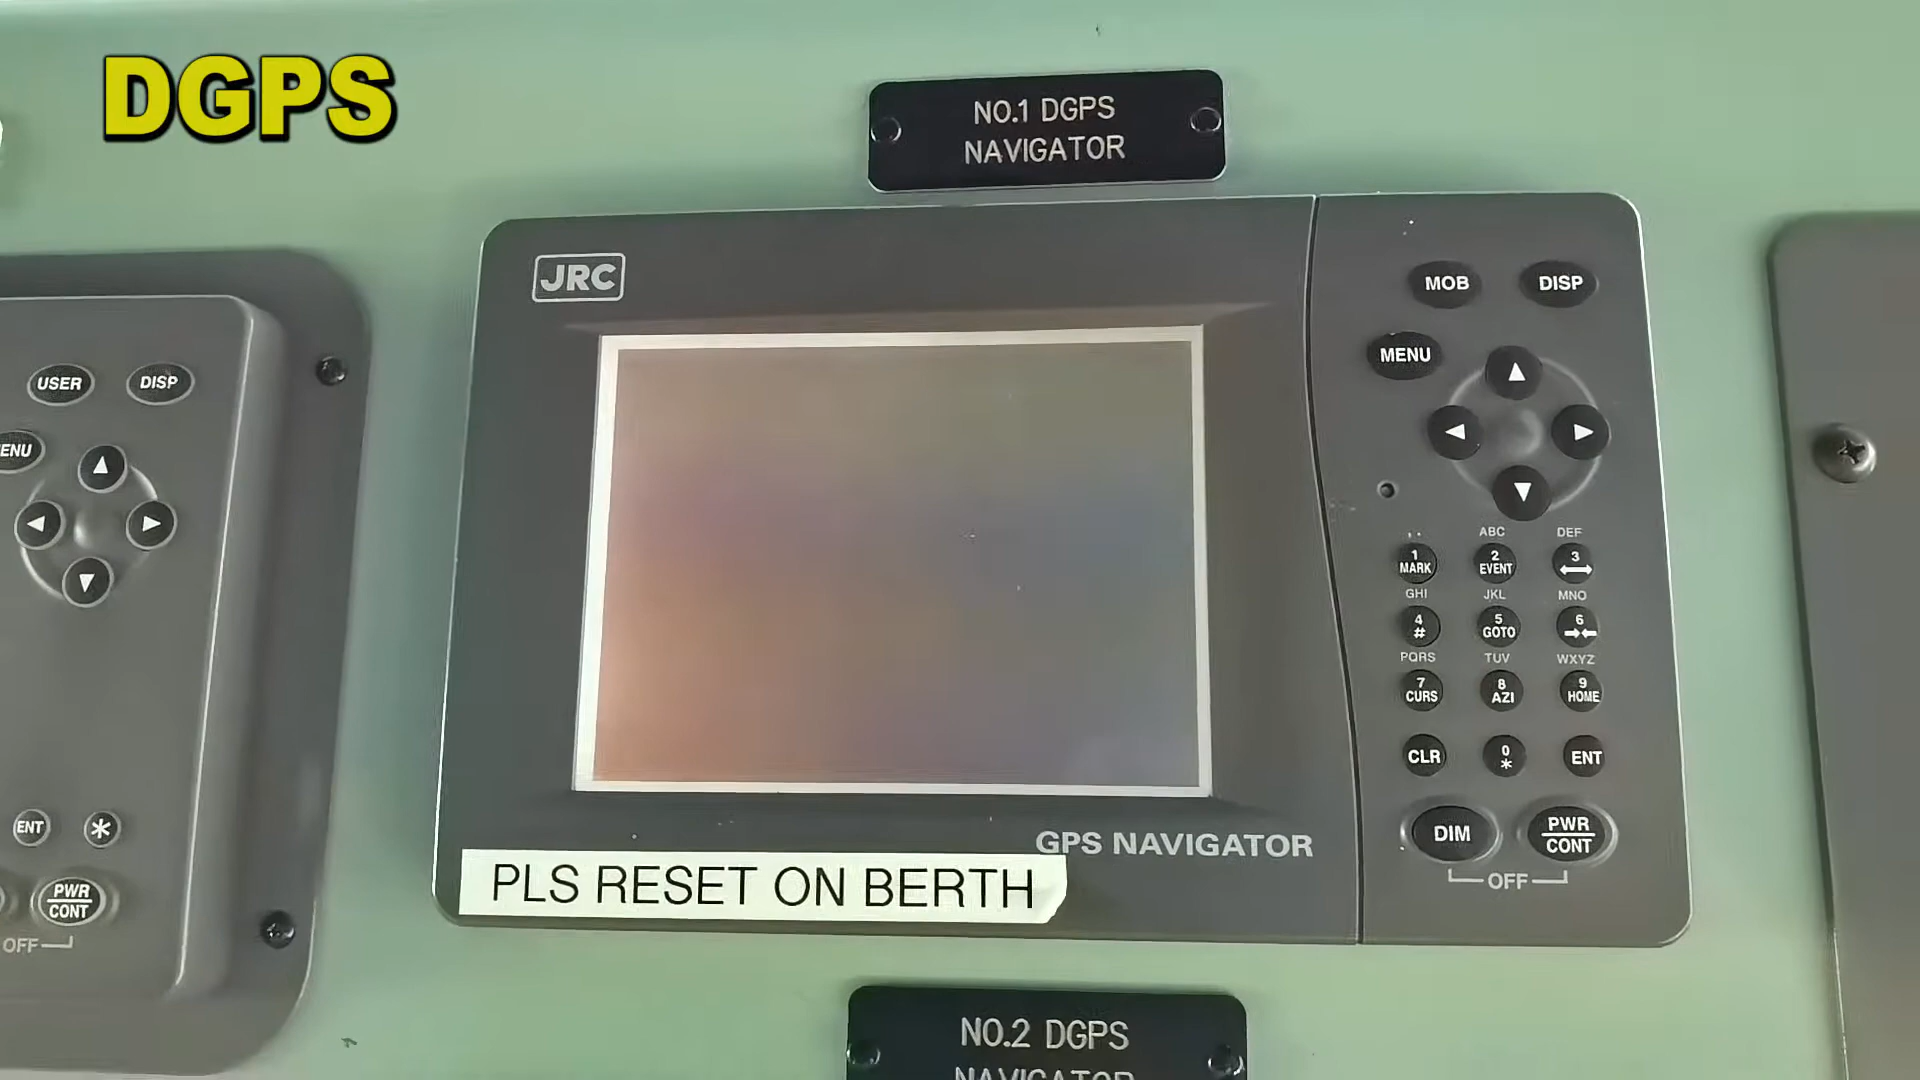 DGPS
NO.1 DGPS
NAVIGATOR
JRC
MOB
DISP
MENU
USER
DISP
ENU
ABC
DEF
1
MARK
2
EVENT
3
GHI
JKL
MNO
4
#
5
GOTO
6
PQRS
TUV
WXYZ
7
CURS
8
AZI
9
HOME
CLR
0
*
ENT
ENT
*
DIM
PWR
CONT
OFF
GPS NAVIGATOR
PLS RESET ON BERTH
PWR
CONT
OFF
NO.2 DGPS
NAVIGATOR